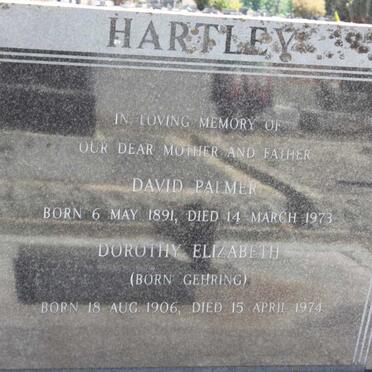 HARTLEY
IN LOVING MEMORY OF
OUR DEAR MOTHER AND FATHER
DAVID PALMER
BORN 6 MAY 1891, DIED 14 MARCH 1973
DOROTHY ELIZABETH
(BORN GEHRING)
BORN 18 AUG. 1906, DIED 15 APRIL 1974